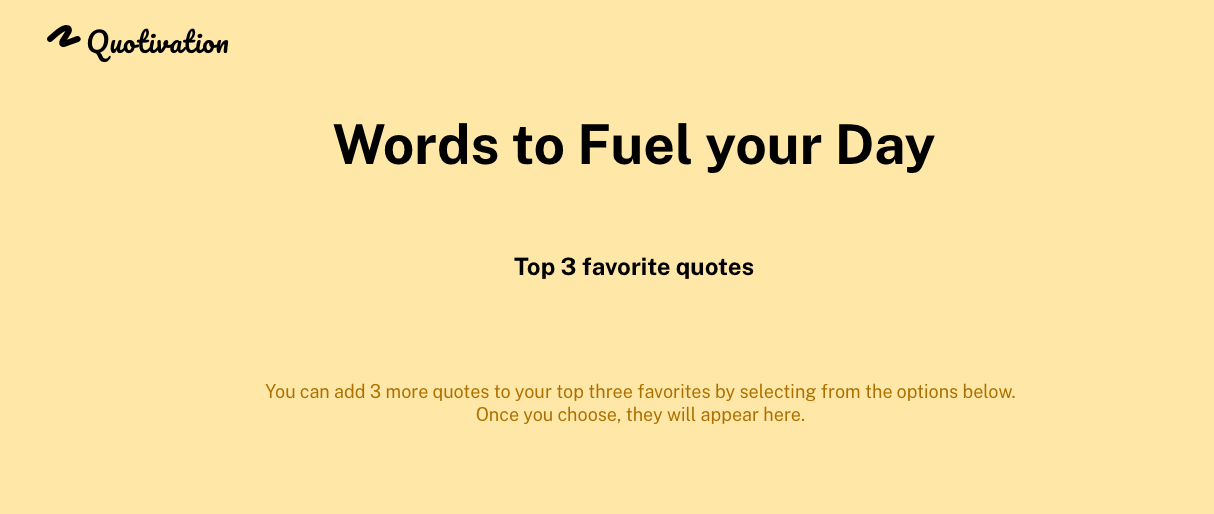 Quotivation
Words to Fuel your Day
Top 3 favorite quotes
You can add 3 more quotes to your top three favorites by selecting from the options below.
Once you choose, they will appear here.